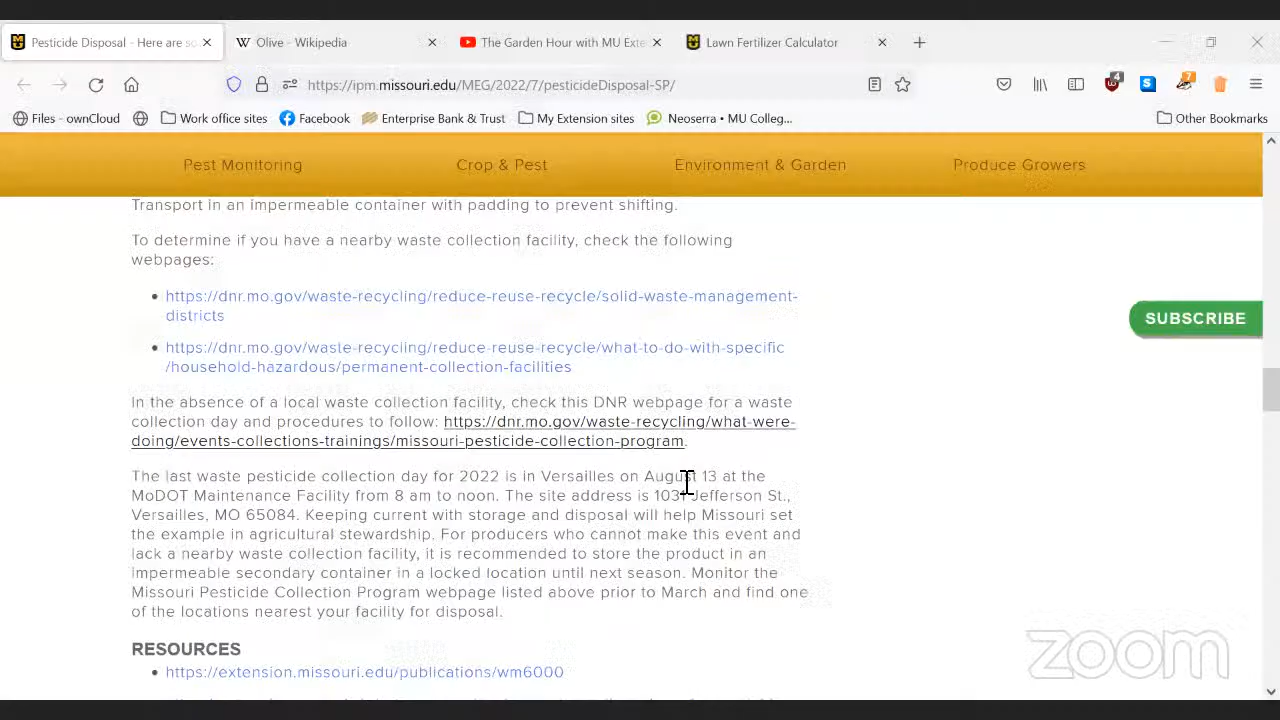 Pesticide Disposal - Here are so
Olive - Wikipedia
The Garden Hour with MU Exte
Lawn Fertilizer Calculator
https://ipm.missouri.edu/MEG/2022/7/pesticideDisposal-SP/
4
7
Files - ownCloud
Work office sites
Facebook
Enterprise Bank & Trust
My Extension sites
Neoserra • MU Colleg...
Other Bookmarks
Pest Monitoring
Crop & Pest
Environment & Garden
Produce Growers
Transport in an impermeable container with padding to prevent shifting.
To determine if you have a nearby waste collection facility, check the following
webpages:
• https://dnr.mo.gov/waste-recycling/reduce-reuse-recycle/solid-waste-management-
districts
• https://dnr.mo.gov/waste-recycling/reduce-reuse-recycle/what-to-do-with-specific
/household-hazardous/permanent-collection-facilities
SUBSCRIBE
In the absence of a local waste collection facility, check this DNR webpage for a waste
collection day and procedures to follow: https://dnr.mo.gov/waste-recycling/what-were-
doing/events-collections-trainings/missouri-pesticide-collection-program.
The last waste pesticide collection day for 2022 is in Versailles on August 13 at the
MoDOT Maintenance Facility from 8 am to noon. The site address is 1031 Jefferson St.,
Versailles, MO 65084. Keeping current with storage and disposal will help Missouri set
the example in agricultural stewardship. For producers who cannot make this event and
lack a nearby waste collection facility, it is recommended to store the product in an
impermeable secondary container in a locked location until next season. Monitor the
Missouri Pesticide Collection Program webpage listed above prior to March and find one
of the locations nearest your facility for disposal.
RESOURCES
• https://extension.missouri.edu/publications/wm6000
zoom